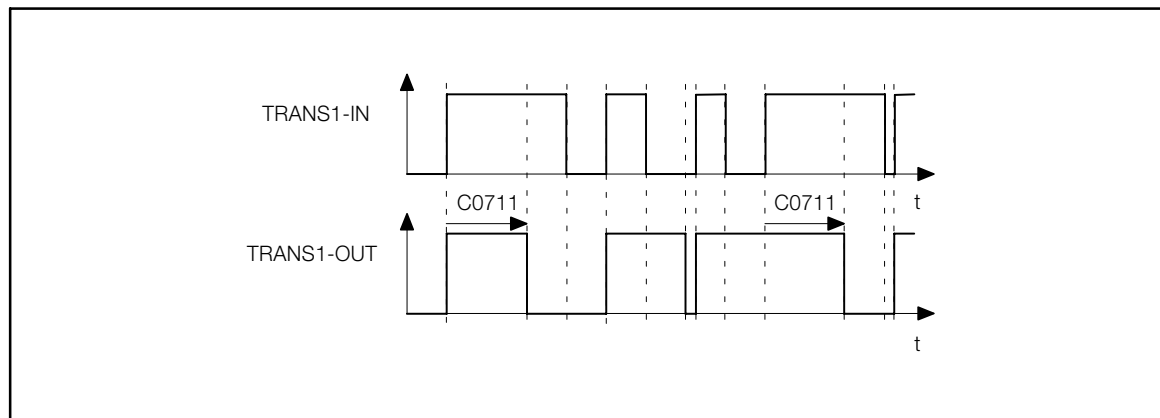 TRANS1-IN
t
C0711 C0711
TRANS1-OUT
t